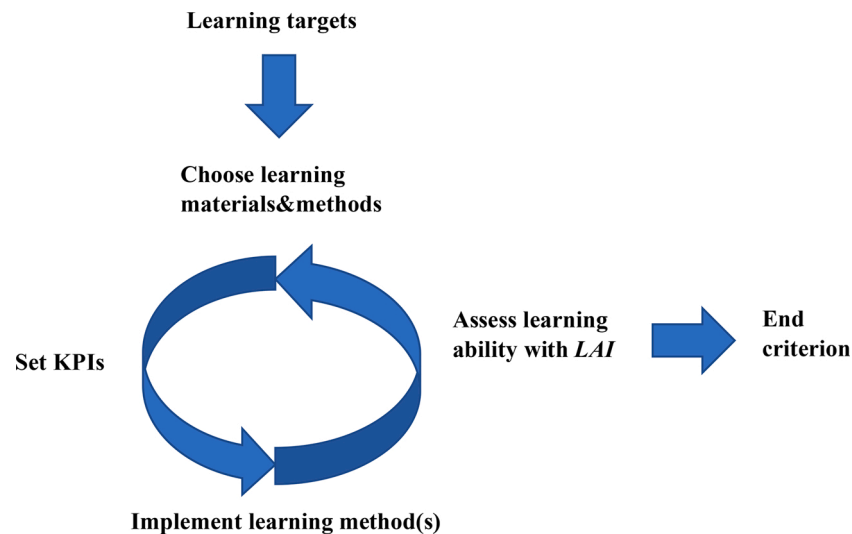 Learning targets
Choose learning
materials&methods
Assess learning
ability with LAI
End
criterion
Set KPIs
Implement learning method(s)